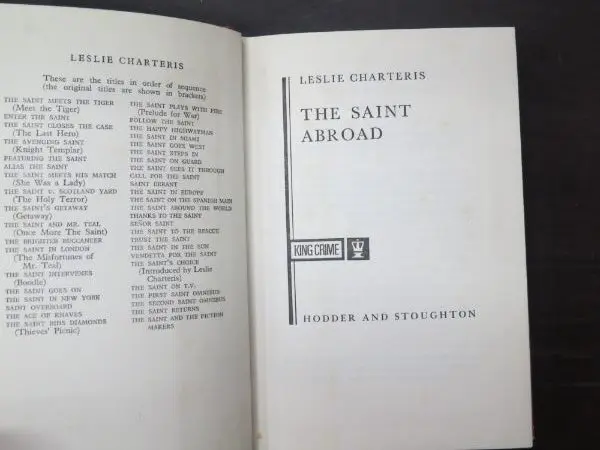 LESLIE CHARTERIS
These are the titles in order of sequence
(the original titles are shown in brackets)
THE SAINT MEETS THE TIGER
(Meet the Tiger)
ENTER THE SAINT
THE SAINT CLOSES THE CASE
(The Last Hero)
THE AVENGING SAINT
(Knight Templar)
FEATURING THE SAINT
ALIAS THE SAINT
THE SAINT MEETS HIS MATCH
(She Was a Lady)
THE SAINT V. SCOTLAND YARD
(The Holy Terror)
THE SAINT'S GETAWAY
(Getaway)
THE SAINT AND MR. TEAL
(Once More The Saint)
THE BRIGHTER BUCCANEER
THE SAINT IN LONDON
(The Misfortunes of
Mr. Teal)
THE SAINT INTERVENES
(Boodle)
THE SAINT GOES ON
THE SAINT IN NEW YORK
SAINT OVERBOARD
THE ACE OF KNAVES
THE SAINT BIDS DIAMONDS
(Thieves' Picnic)
THE SAINT PLAYS WITH FIRE
(Prelude for War)
FOLLOW THE SAINT
THE HAPPY HIGHWAYMAN
THE SAINT IN MIAMI
THE SAINT GOES WEST
THE SAINT STEPS IN
THE SAINT ON GUARD
THE SAINT SEES IT THROUGH
CALL FOR THE SAINT
SAINT ERRANT
THE SAINT IN EUROPE
THE SAINT ON THE SPANISH MAIN
THE SAINT AROUND THE WORLD
THANKS TO THE SAINT
SEÑOR SAINT
THE SAINT TO THE RESCUE
TRUST THE SAINT
THE SAINT IN THE SUN
VENDETTA FOR THE SAINT
THE SAINT'S CHOICE
(Introduced by Leslie
Charteris)
THE SAINT ON T.V.
THE FIRST SAINT OMNIBUS
THE SECOND SAINT OMNIBUS
THE SAINT RETURNS
THE SAINT AND THE FICTION
MAKERS
LESLIE CHARTERIS
THE SAINT
ABROAD
KING CRIME
HODDER AND STOUGHTON